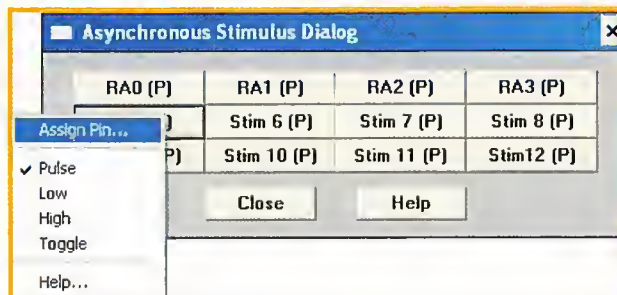 Asynchronous Stimulus Dialog
RA0 (P) RA1 (P) RA2 (P) RA3 (P)
) Stim 6 (P) Stim 7 (P) Stim 8 (P)
P) Stim 10 (P) Stim 11 (P) Stim12 (P)
Close Help
Assign Pin...
Pulse
Low
High
Toggle
Help...